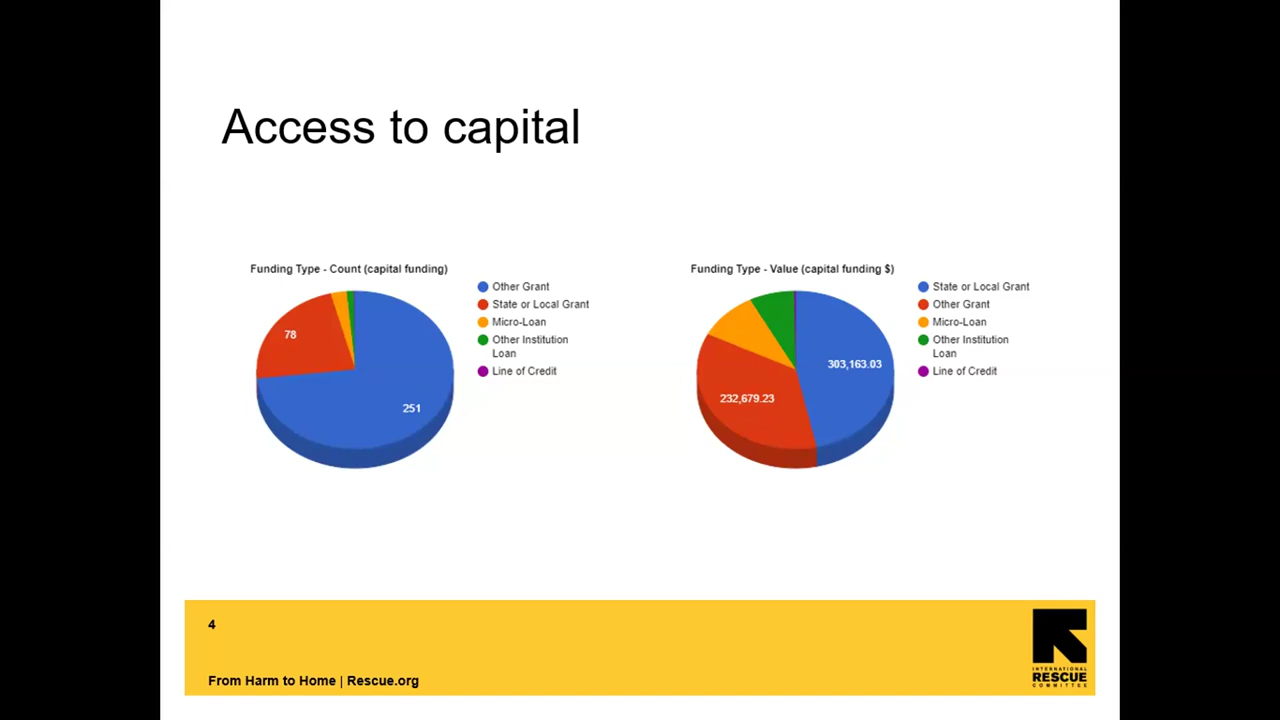 Access to capital
Funding Type - Count (capital funding)
Other Grant
State or Local Grant
Micro-Loan
Other Institution
Loan
Line of Credit
78
251
Funding Type - Value (capital funding $)
State or Local Grant
Other Grant
Micro-Loan
Other Institution
Loan
Line of Credit
303,163.03
232,679.23
4
From Harm to Home | Rescue.org
INTERNATIONAL
RESCUE
COMMITTEE